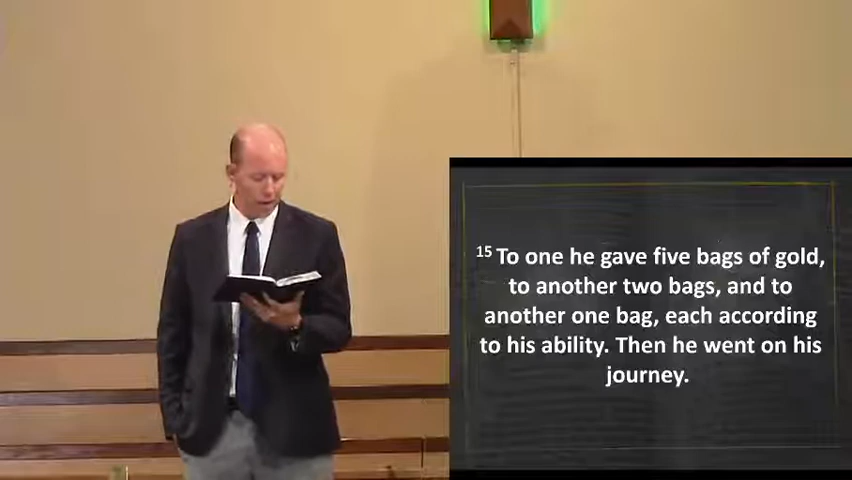 15 To one he gave five bags of gold,
to another two bags, and to
another one bag, each according
to his ability. Then he went on his
journey.